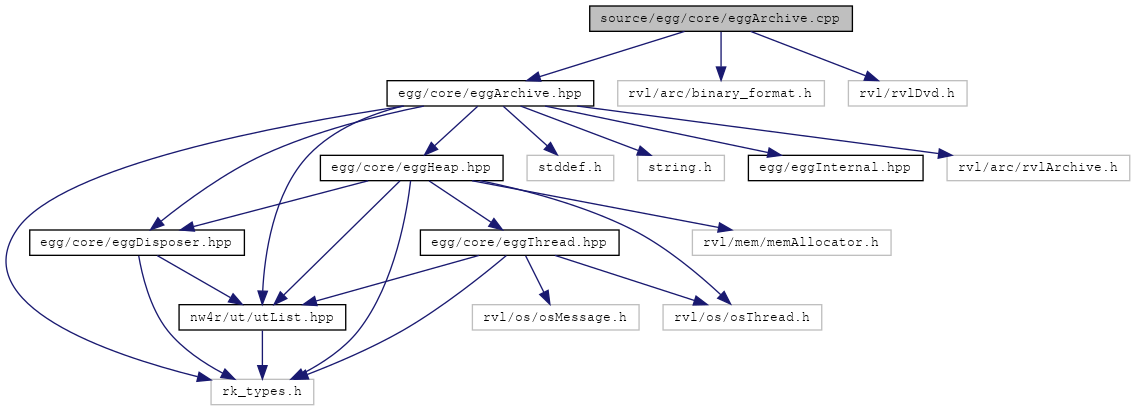 source/egg/core/eggArchive.cpp
egg/core/eggArchive.hpp
rvl/arc/binary_format.h
rvl/rvlDvd.h
egg/core/eggHeap.hpp
stddef.h
string.h
egg/eggInternal.hpp
rvl/arc/rvlArchive.h
egg/core/eggDisposer.hpp
egg/core/eggThread.hpp
rvl/mem/memAllocator.h
nw4r/ut/utList.hpp
rvl/os/osMessage.h
rvl/os/osThread.h
rk_types.h